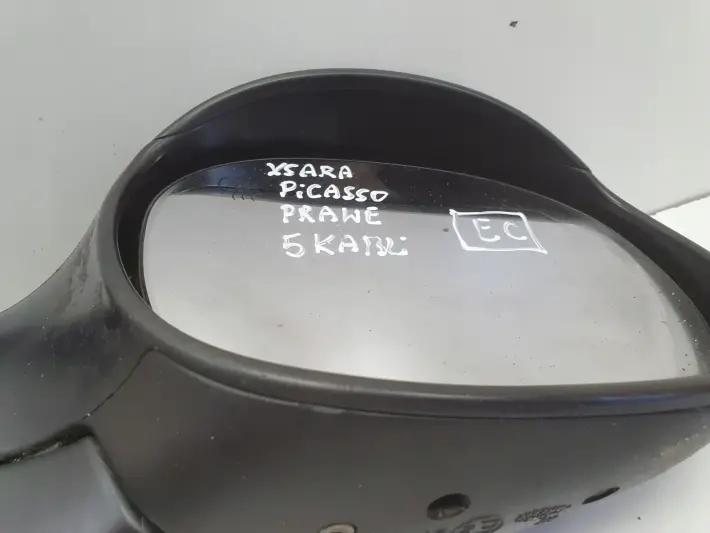 XSARA
PiCASSO
PRAWE
5 KABLi
EC